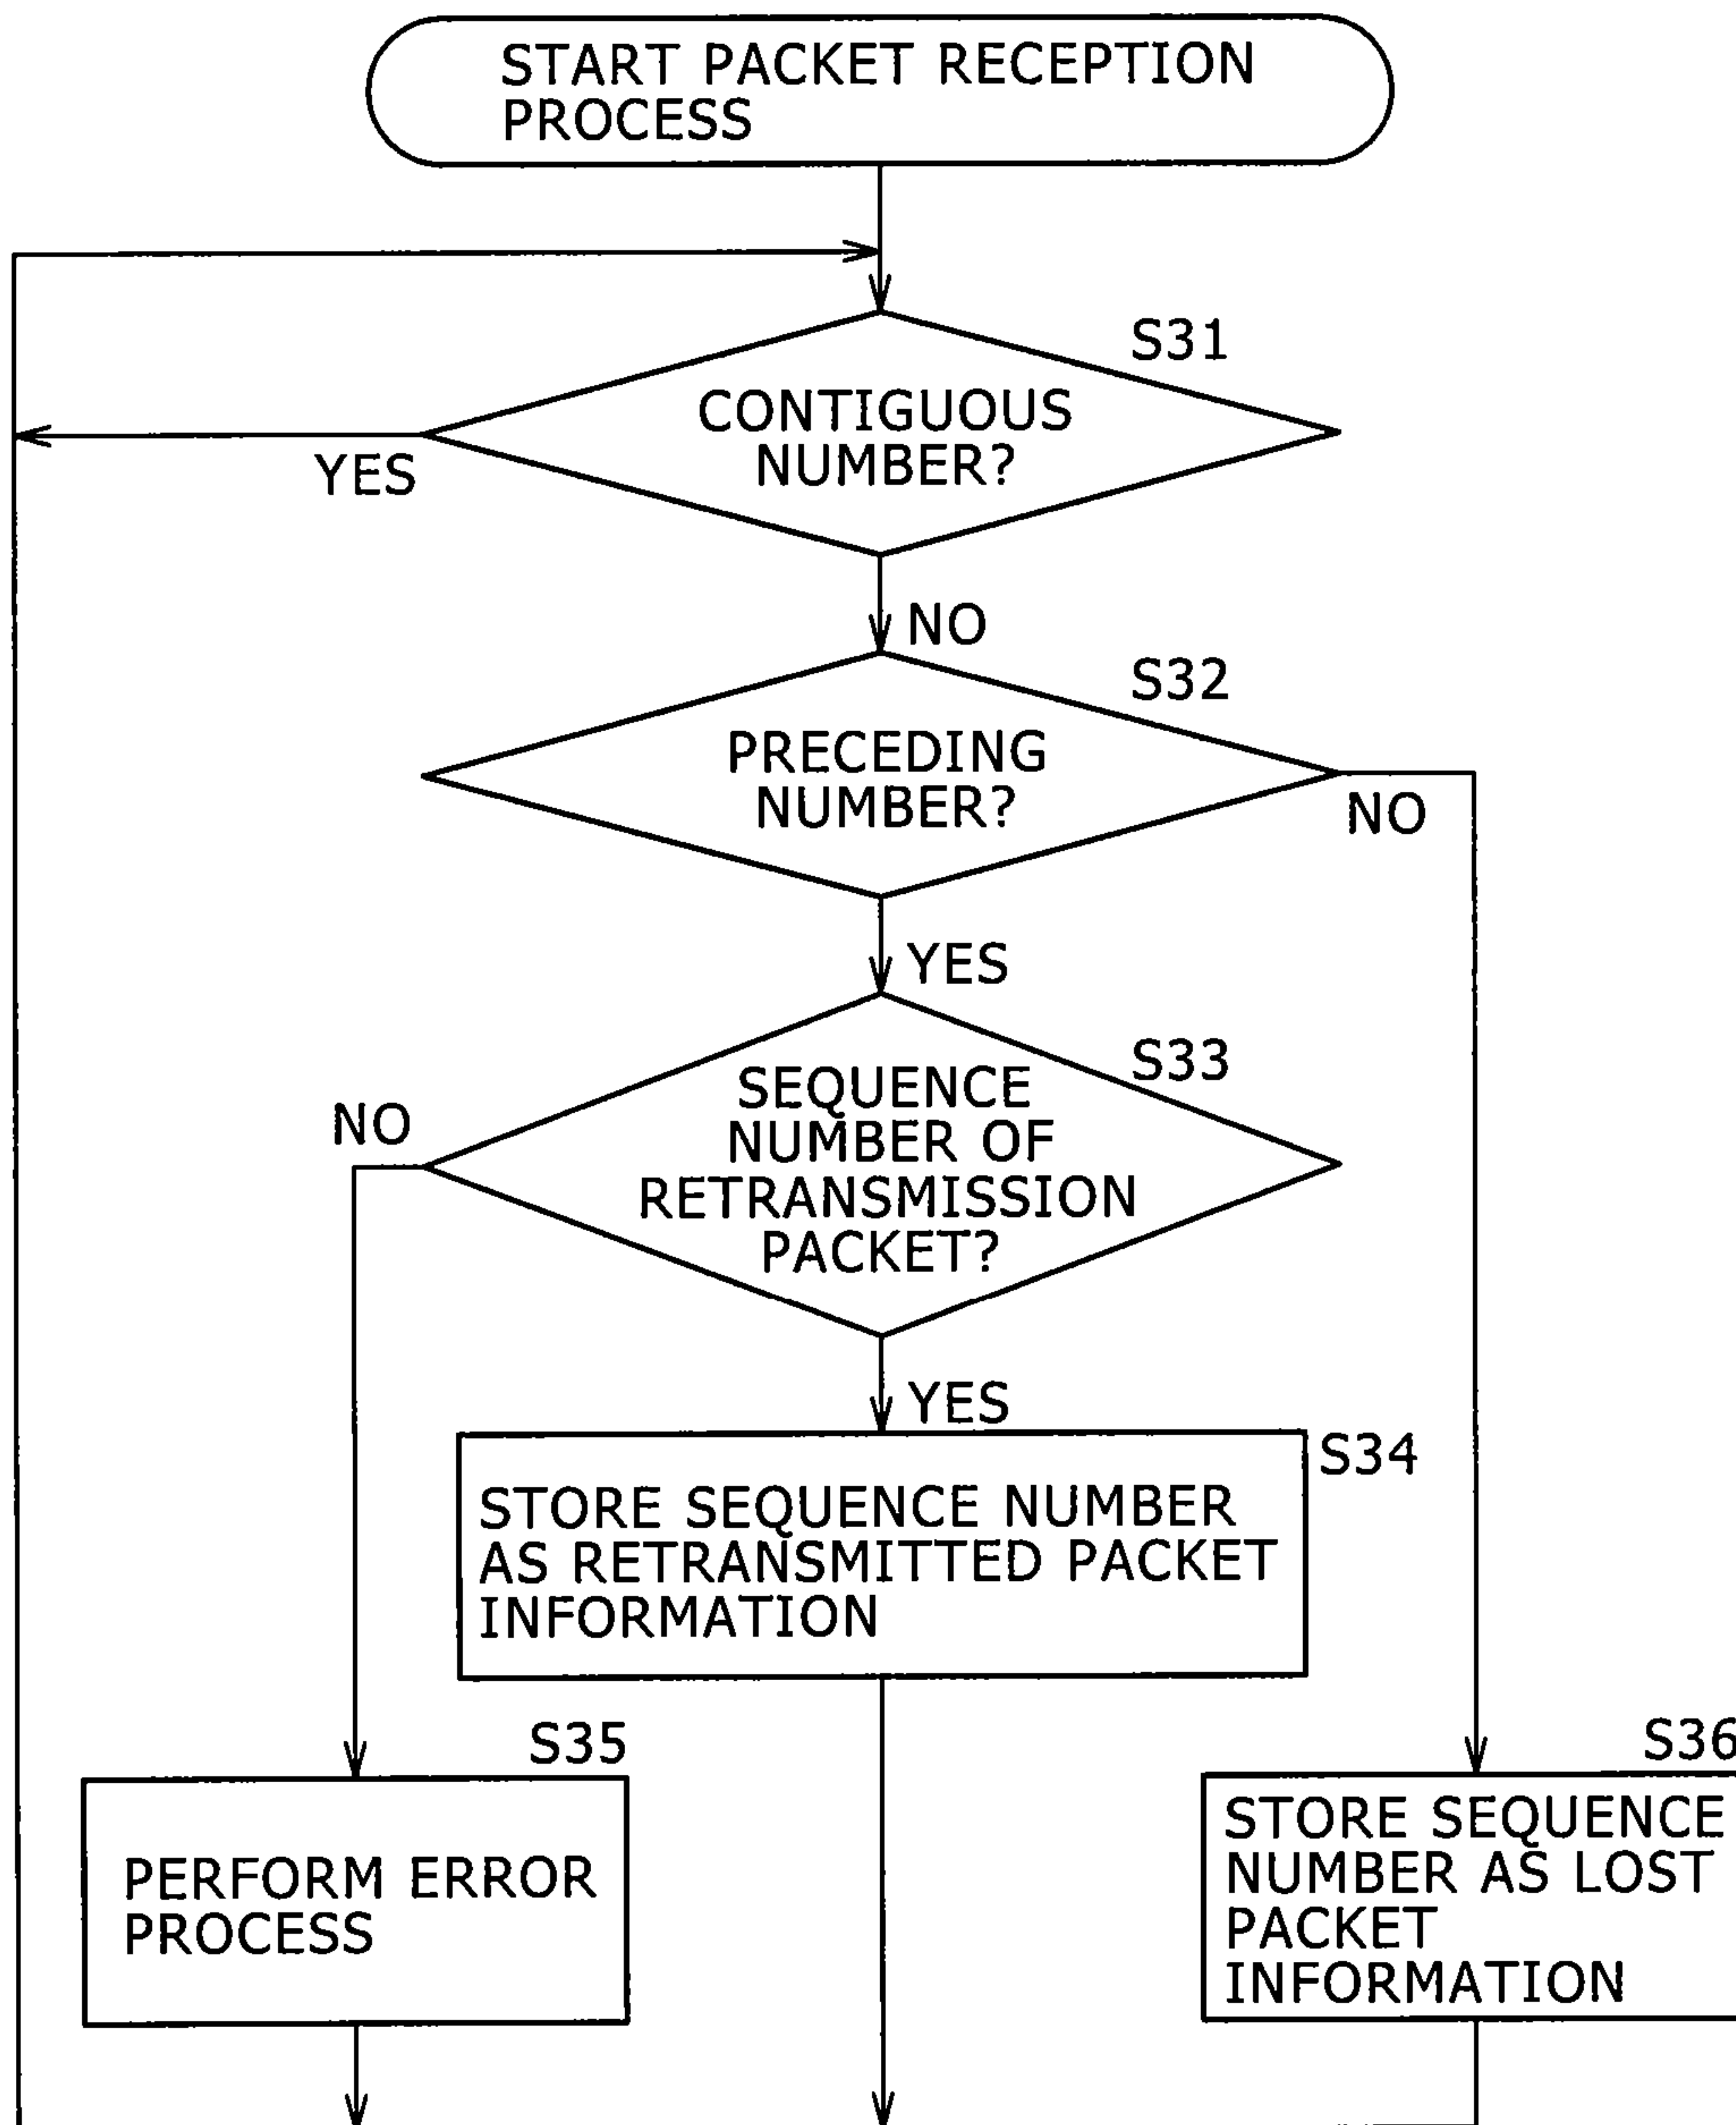 START PACKET RECEPTION
PROCESS
S31
CONTIGUOUS
NUMBER?
YES
NO
S32
PRECEDING
NUMBER?
NO
YES
S33
SEQUENCE
NUMBER OF
RETRANSMISSION
PACKET?
NO
YES
S34
STORE SEQUENCE NUMBER
AS RETRANSMITTED PACKET
INFORMATION
S35
PERFORM ERROR
PROCESS
S36
STORE SEQUENCE
NUMBER AS LOST
PACKET
INFORMATION